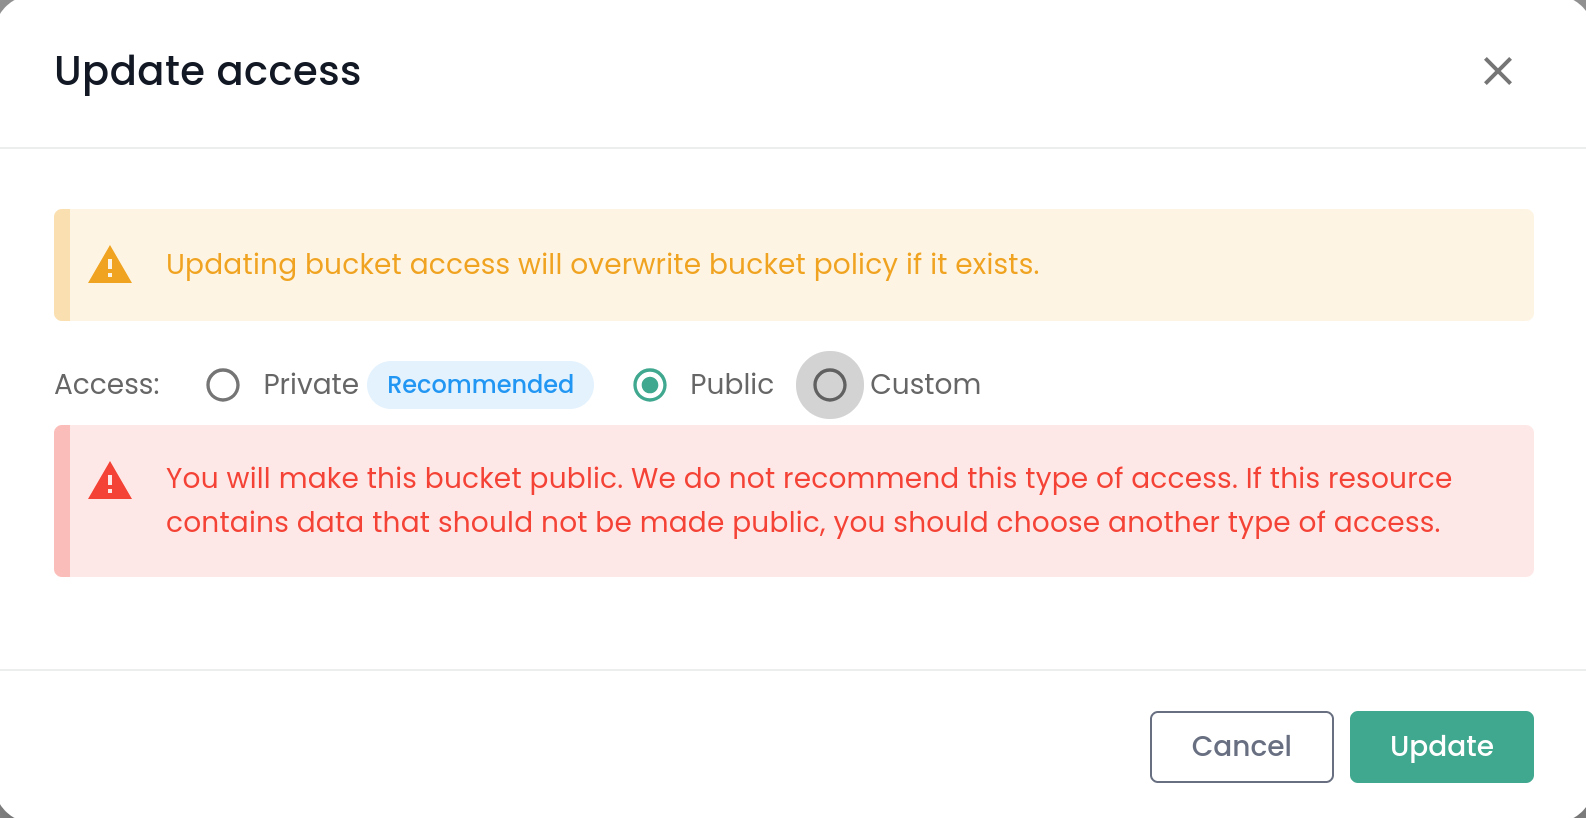 Update access
Updating bucket access will overwrite bucket policy if it exists.
Access: Private Recommended Public Custom
You will make this bucket public. We do not recommend this type of access. If this resource
contains data that should not be made public, you should choose another type of access.
Cancel Update